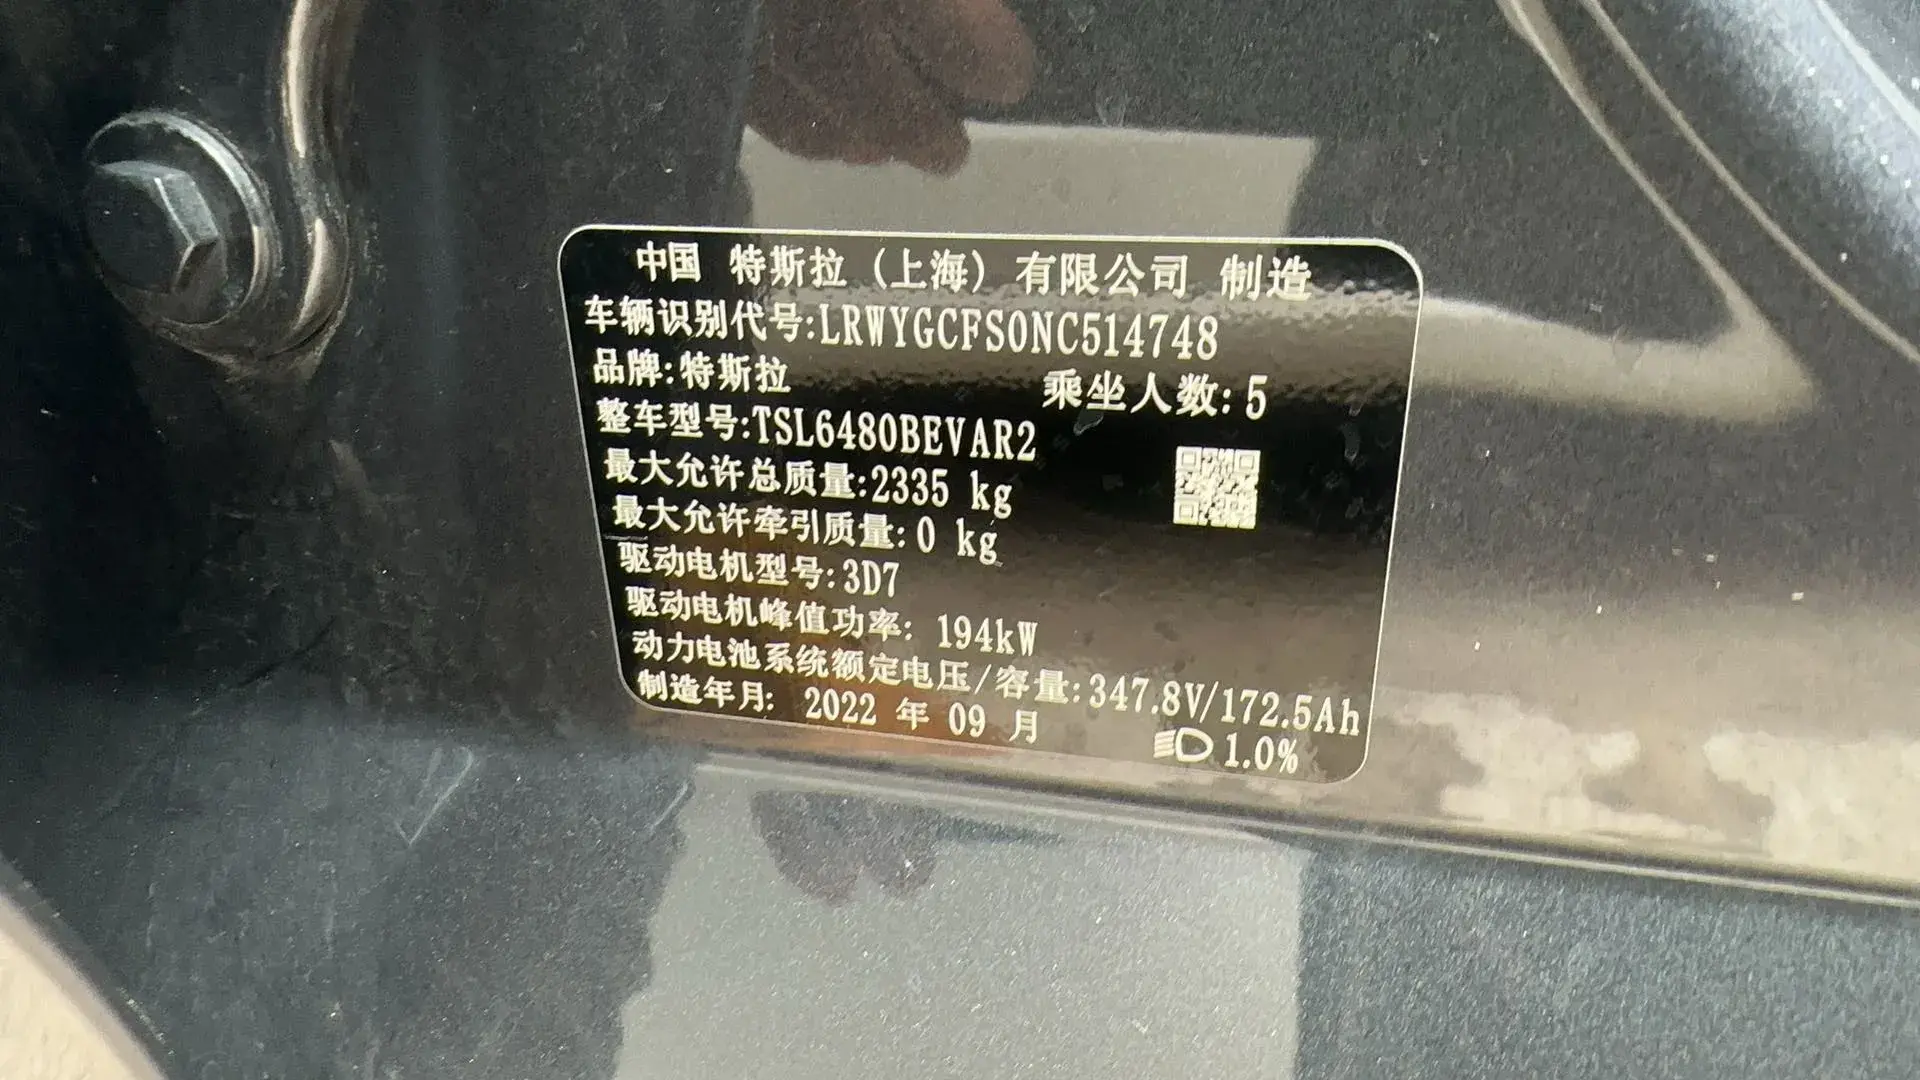 中国 特斯拉（上海）有限公司 制造
车辆识别代号:LRWYGCFS0NC514748
品牌:特斯拉 乘坐人数:5
整车型号:TSL6480BEVAR2
最大允许总质量:2335 kg
最大允许牵引质量:0 kg
驱动电机型号:3D7
驱动电机峰值功率: 194kW
动力电池系统额定电压/容量:347.8V/172.5Ah
制造年月: 2022 年 09 月
1.0%